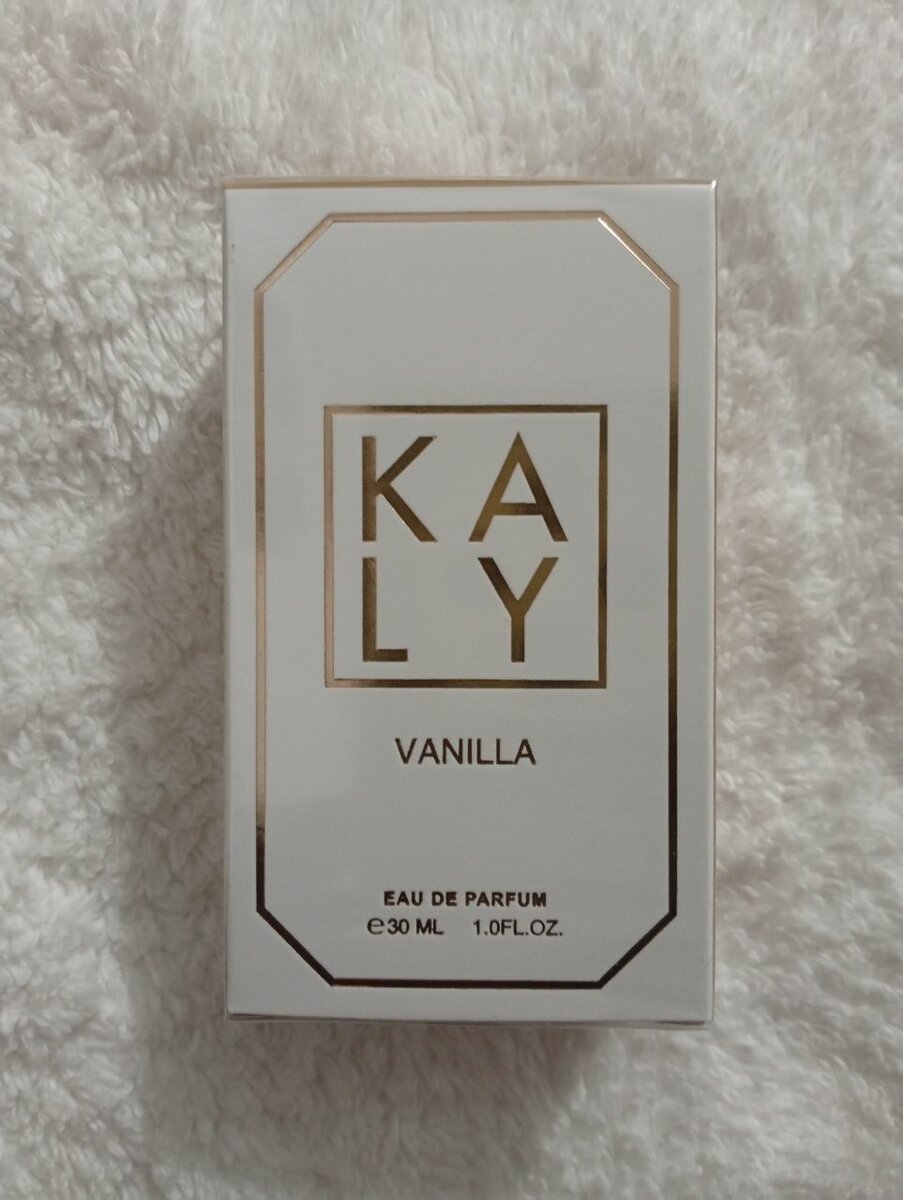 KA
LY
VANILLA
EAU DE PARFUM
℮30 ML 1.0FL.OZ.